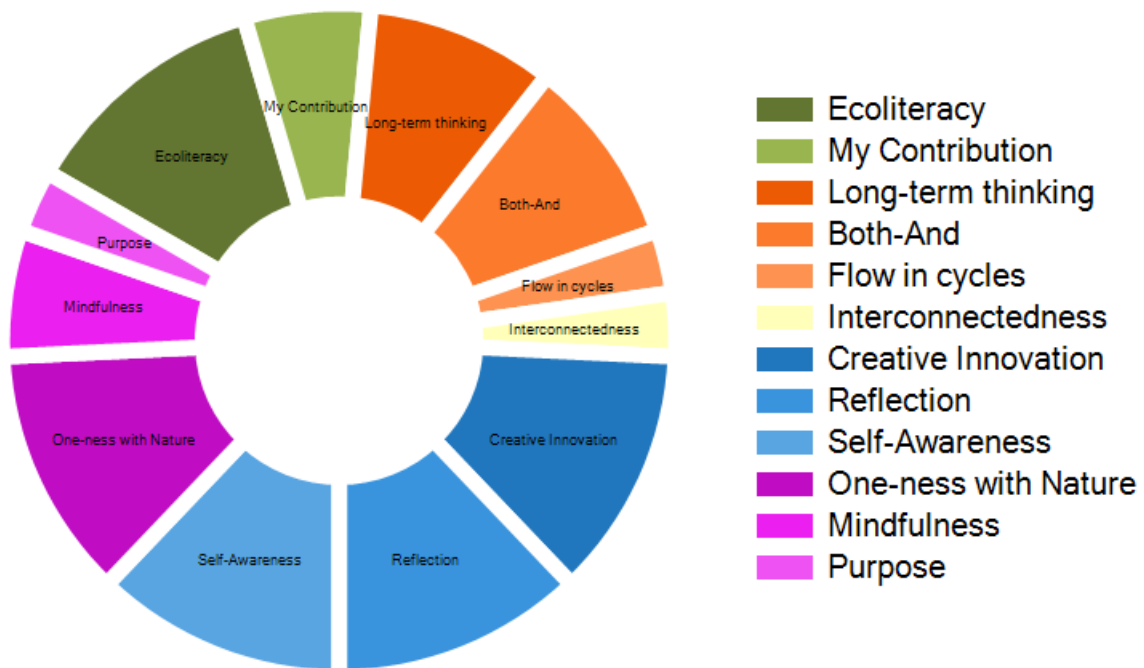 My Contribution
Long-term thinking
Ecoliteracy
Both-And
Purpose
Flow in cycles
Mindfulness
Interconnectedness
One-ness with Nature
Creative Innovation
Self-Awareness
Reflection
Ecoliteracy
My Contribution
Long-term thinking
Both-And
Flow in cycles
Interconnectedness
Creative Innovation
Reflection
Self-Awareness
One-ness with Nature
Mindfulness
Purpose